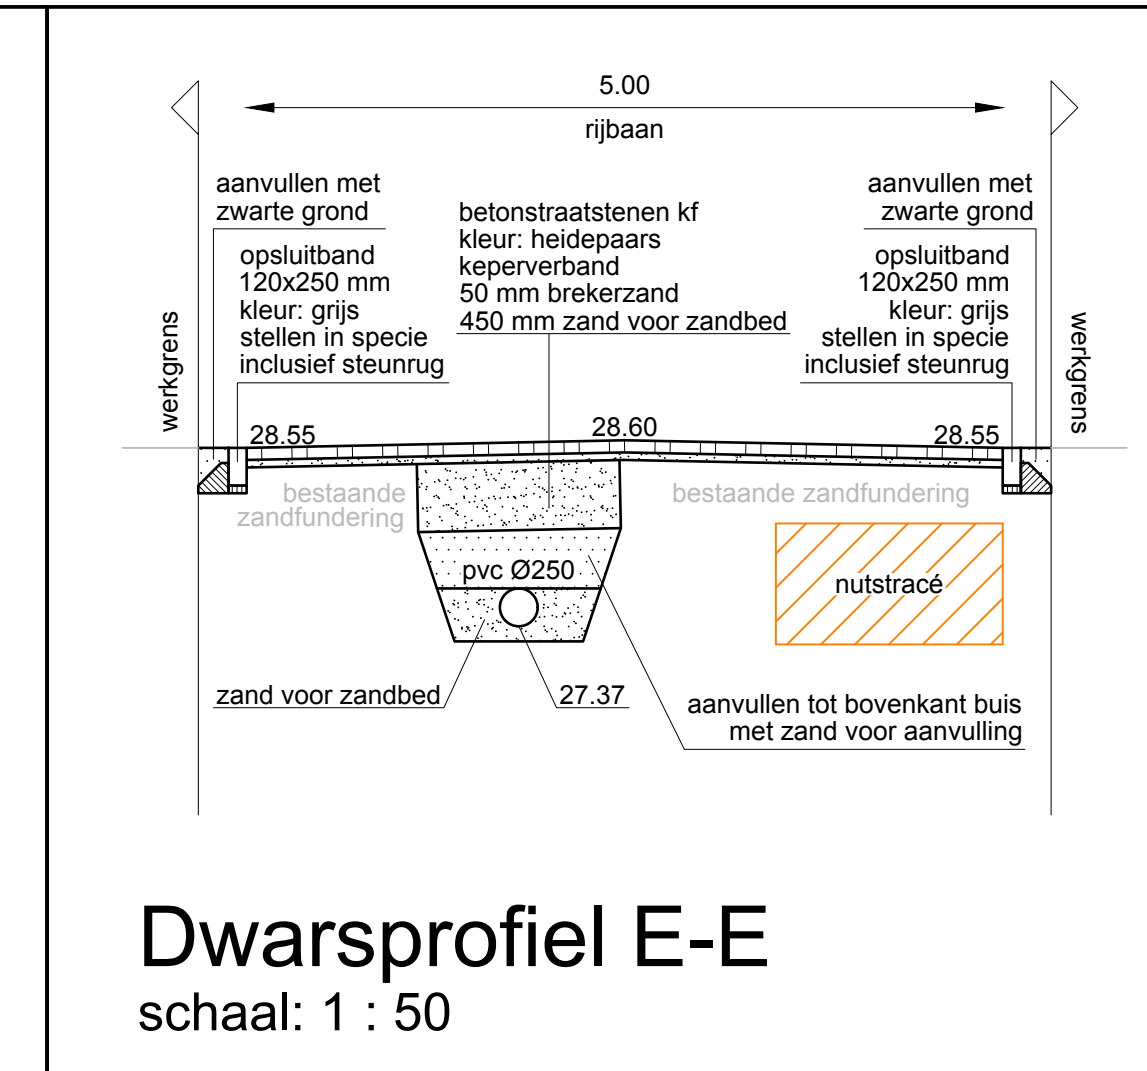 5.00
rijbaan
aanvullen met
zwarte grond
opsluitband
120x250 mm
kleur: grijs
stellen in specie
inclusief steunrug
betonstraatstenen kf
kleur: heidepaars
keperverband
50 mm brekerzand
450 mm zand voor zandbed
aanvullen met
zwarte grond
opsluitband
120x250 mm
kleur: grijs
stellen in specie
inclusief steunrug
werkgrens
werkgrens
28.55
28.60
28.55
bestaande
zandfundering
bestaande zandfundering
pvc Ø250
nutstracé
zand voor zandbed
27.37
aanvullen tot bovenkant buis
met zand voor aanvulling
Dwarsprofiel E-E
schaal: 1 : 50